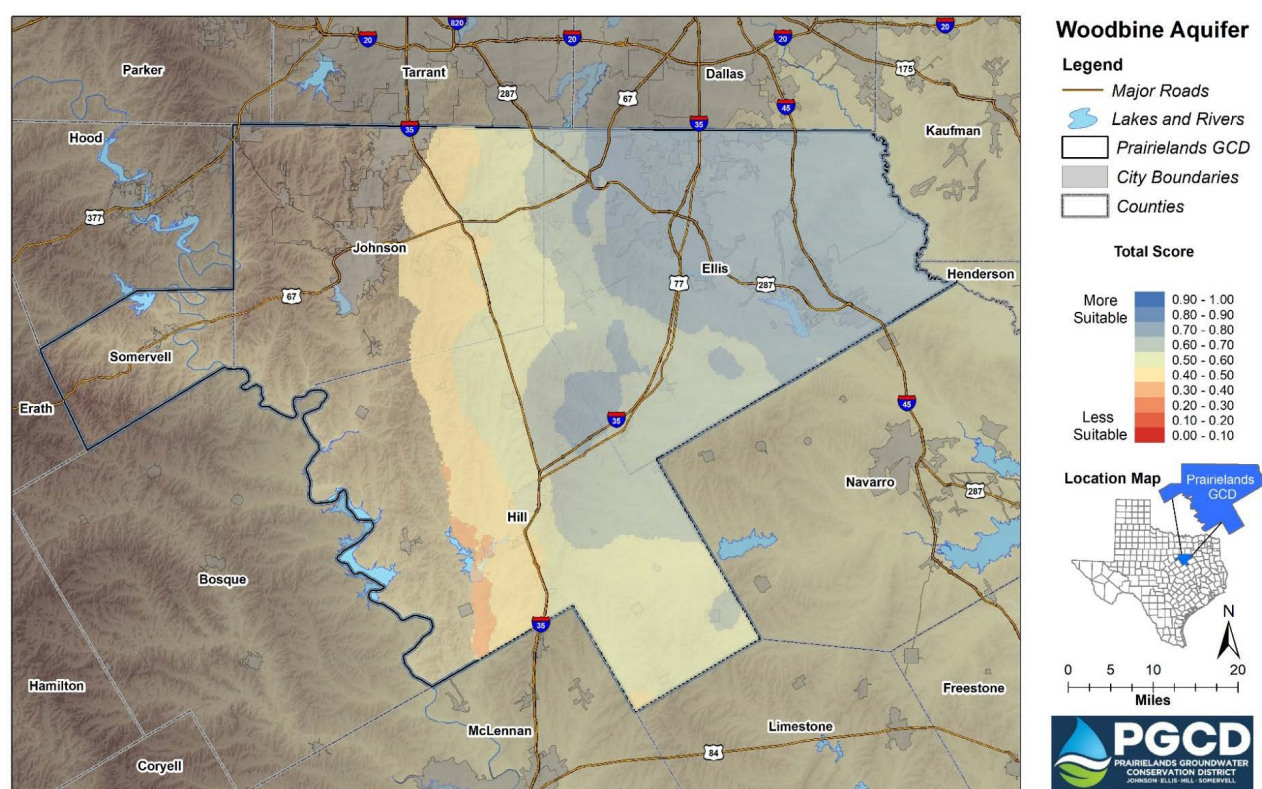 Woodbine Aquifer
Legend
Major Roads
Lakes and Rivers
Prairielands GCD
City Boundaries
Counties
Total Score
More
Suitable
Less
Suitable
0.90 - 1.00
0.80 - 0.90
0.70 - 0.80
0.60 - 0.70
0.50 - 0.60
0.40 - 0.50
0.30 - 0.40
0.20 - 0.30
0.10 - 0.20
0.00 - 0.10
Location Map
Prairielands
GCD
N
0 5 10 20
Miles
PGCD
PRAIRIELANDS GROUNDWATER
CONSERVATION DISTRICT
JOHNSON · ELLIS · HILL · SOMERVELL
820
20
20
20
20
Parker
Tarrant
Dallas
175
287
67
45
Hood
35
35
Kaufman
377
Johnson
Ellis
Henderson
67
77
287
Somervell
Erath
35
45
Navarro
287
Hill
Bosque
35
Hamilton
Freestone
McLennan
Limestone
84
Coryell